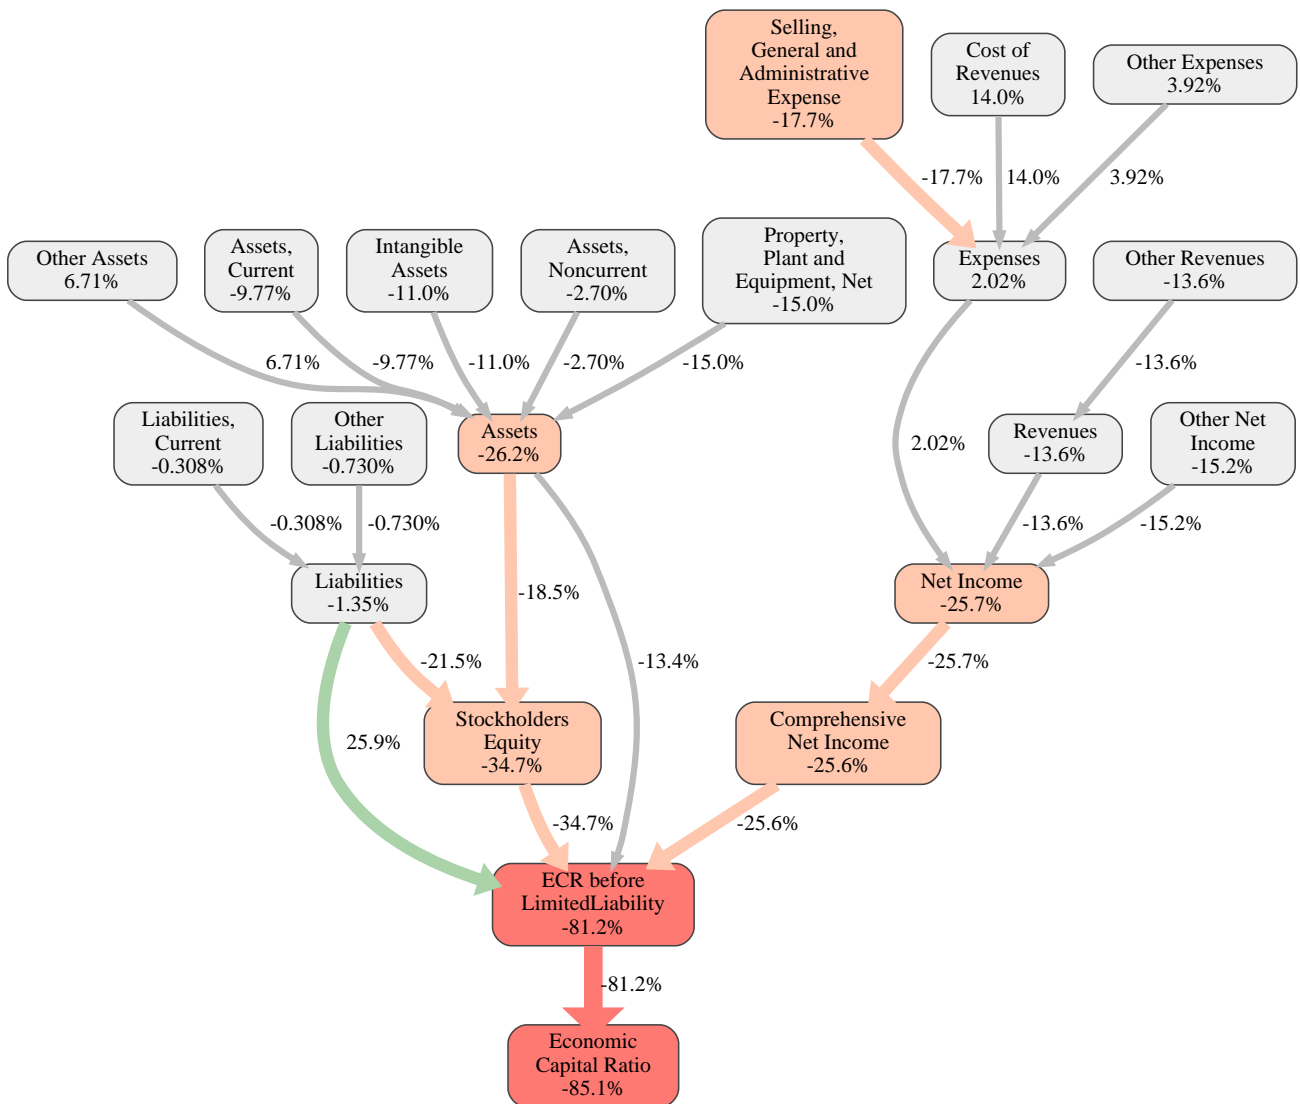 Selling,
General and
Administrative
Expense
-17.7%
Cost of
Revenues
14.0%
Other Expenses
3.92%
-17.7%
14.0%
3.92%
Other Assets
6.71%
Assets,
Current
-9.77%
Intangible
Assets
-11.0%
Assets,
Noncurrent
-2.70%
Property,
Plant and
Equipment, Net
-15.0%
Expenses
2.02%
Other Revenues
-13.6%
6.71%
-9.77%
-11.0%
-2.70%
-15.0%
-13.6%
Liabilities,
Current
-0.308%
Other
Liabilities
-0.730%
Assets
-26.2%
2.02%
Revenues
-13.6%
Other Net
Income
-15.2%
-0.308%
-0.730%
-13.6%
-15.2%
Liabilities
-1.35%
-18.5%
Net Income
-25.7%
-21.5%
-13.4%
-25.7%
25.9%
Stockholders
Equity
-34.7%
Comprehensive
Net Income
-25.6%
-34.7%
-25.6%
ECR before
LimitedLiability
-81.2%
-81.2%
Economic
Capital Ratio
-85.1%